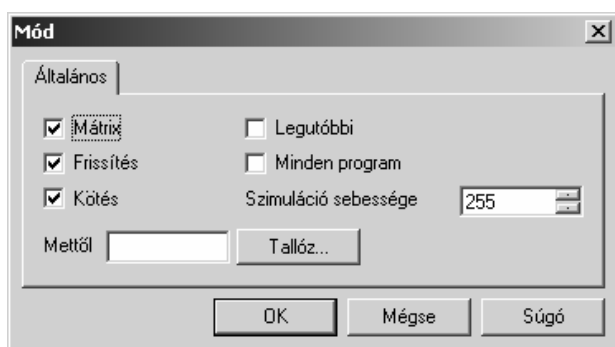 Mód
Általános
Mátrix
Legutóbbi
Frissítés
Minden program
Kötés
Szimuláció sebessége 255
Mettől
Tallóz...
OK Mégse Súgó